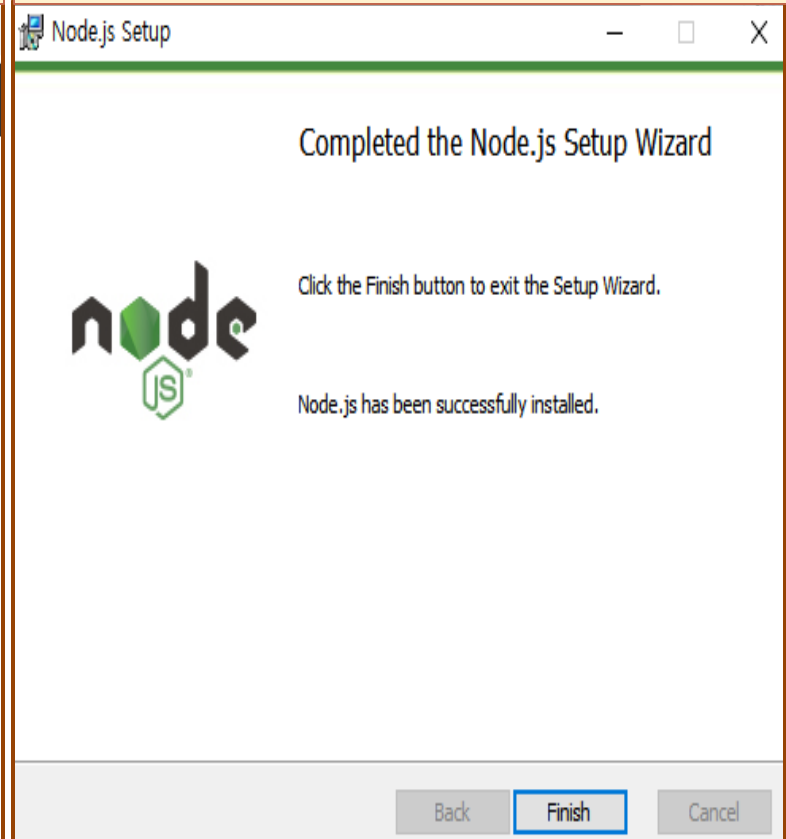 Node.js Setup
Completed the Node.js Setup Wizard
Click the Finish button to exit the Setup Wizard.
node
JS®
Node.js has been successfully installed.
Back Finish Cancel